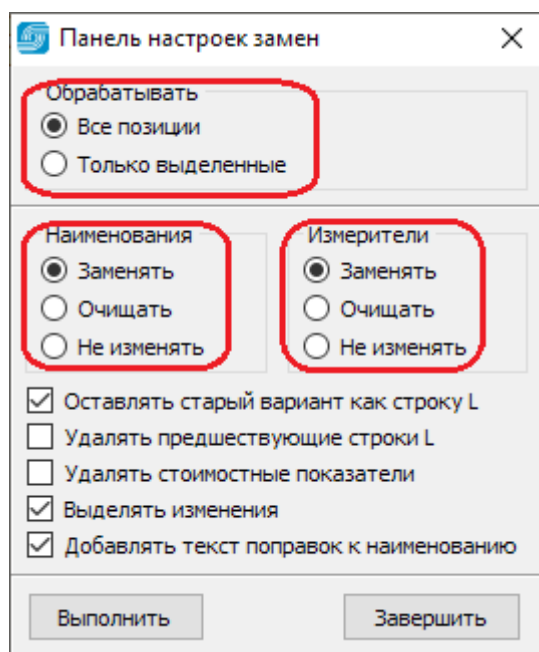 Панель настроек замен
Обрабатывать
Все позиции
Только выделенные
Наименования
Измерители
Заменять
Заменять
Очищать
Очищать
Не изменять
Не изменять
Оставлять старый вариант как строку L
Удалять предшествующие строки L
Удалять стоимостные показатели
Выделять изменения
Добавлять текст поправок к наименованию
Выполнить
Завершить